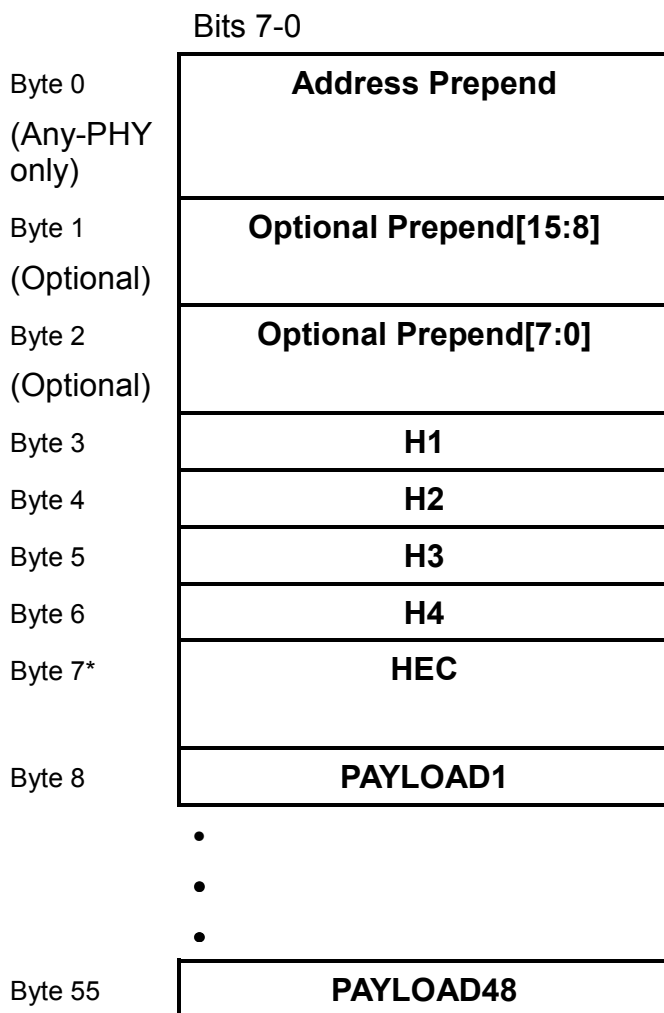 Bits 7-0
Byte 0 Address Prepend
(Any-PHY
only)
Byte 1 Optional Prepend[15:8]
(Optional)
Byte 2 Optional Prepend[7:0]
(Optional)
Byte 3 H1
Byte 4 H2
Byte 5 H3
Byte 6 H4
Byte 7* HEC
Byte 8 PAYLOAD1
•
•
•
Byte 55 PAYLOAD48